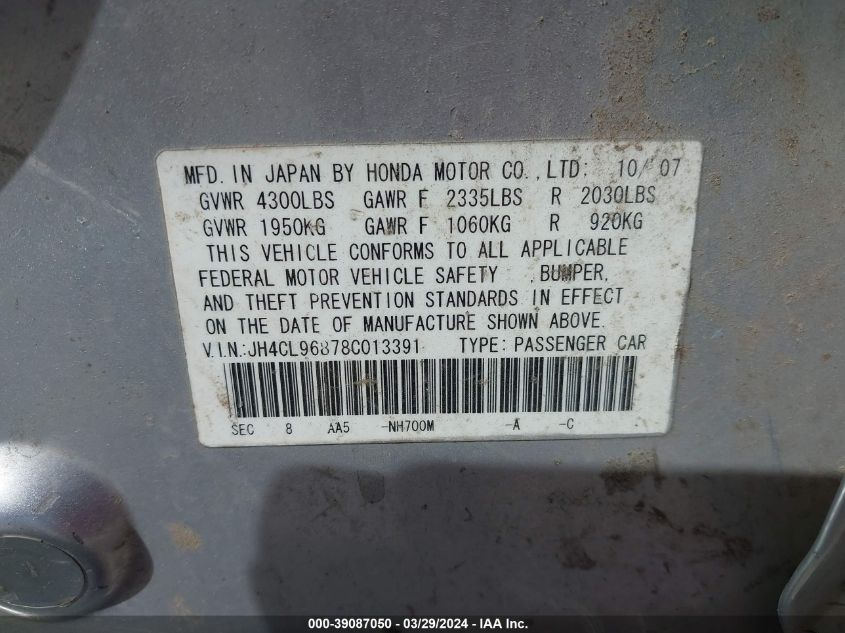 MFD. IN JAPAN BY HONDA MOTOR CO., LTD: 10/ 07
GVWR 4300LBS GAWR F 2335LBS R 2030LBS
GVWR 1950KG GAWR F 1060KG R 920KG
THIS VEHICLE CONFORMS TO ALL APPLICABLE
FEDERAL MOTOR VEHICLE SAFETY , BUMPER,
AND THEFT PREVENTION STANDARDS IN EFFECT
ON THE DATE OF MANUFACTURE SHOWN ABOVE.
V.I.N.:JH4CL96878C013391 TYPE: PASSENGER CAR
SEC 8 AA5 -NH700M -A -C
000-39087050 - 03/29/2024 - IAA Inc.